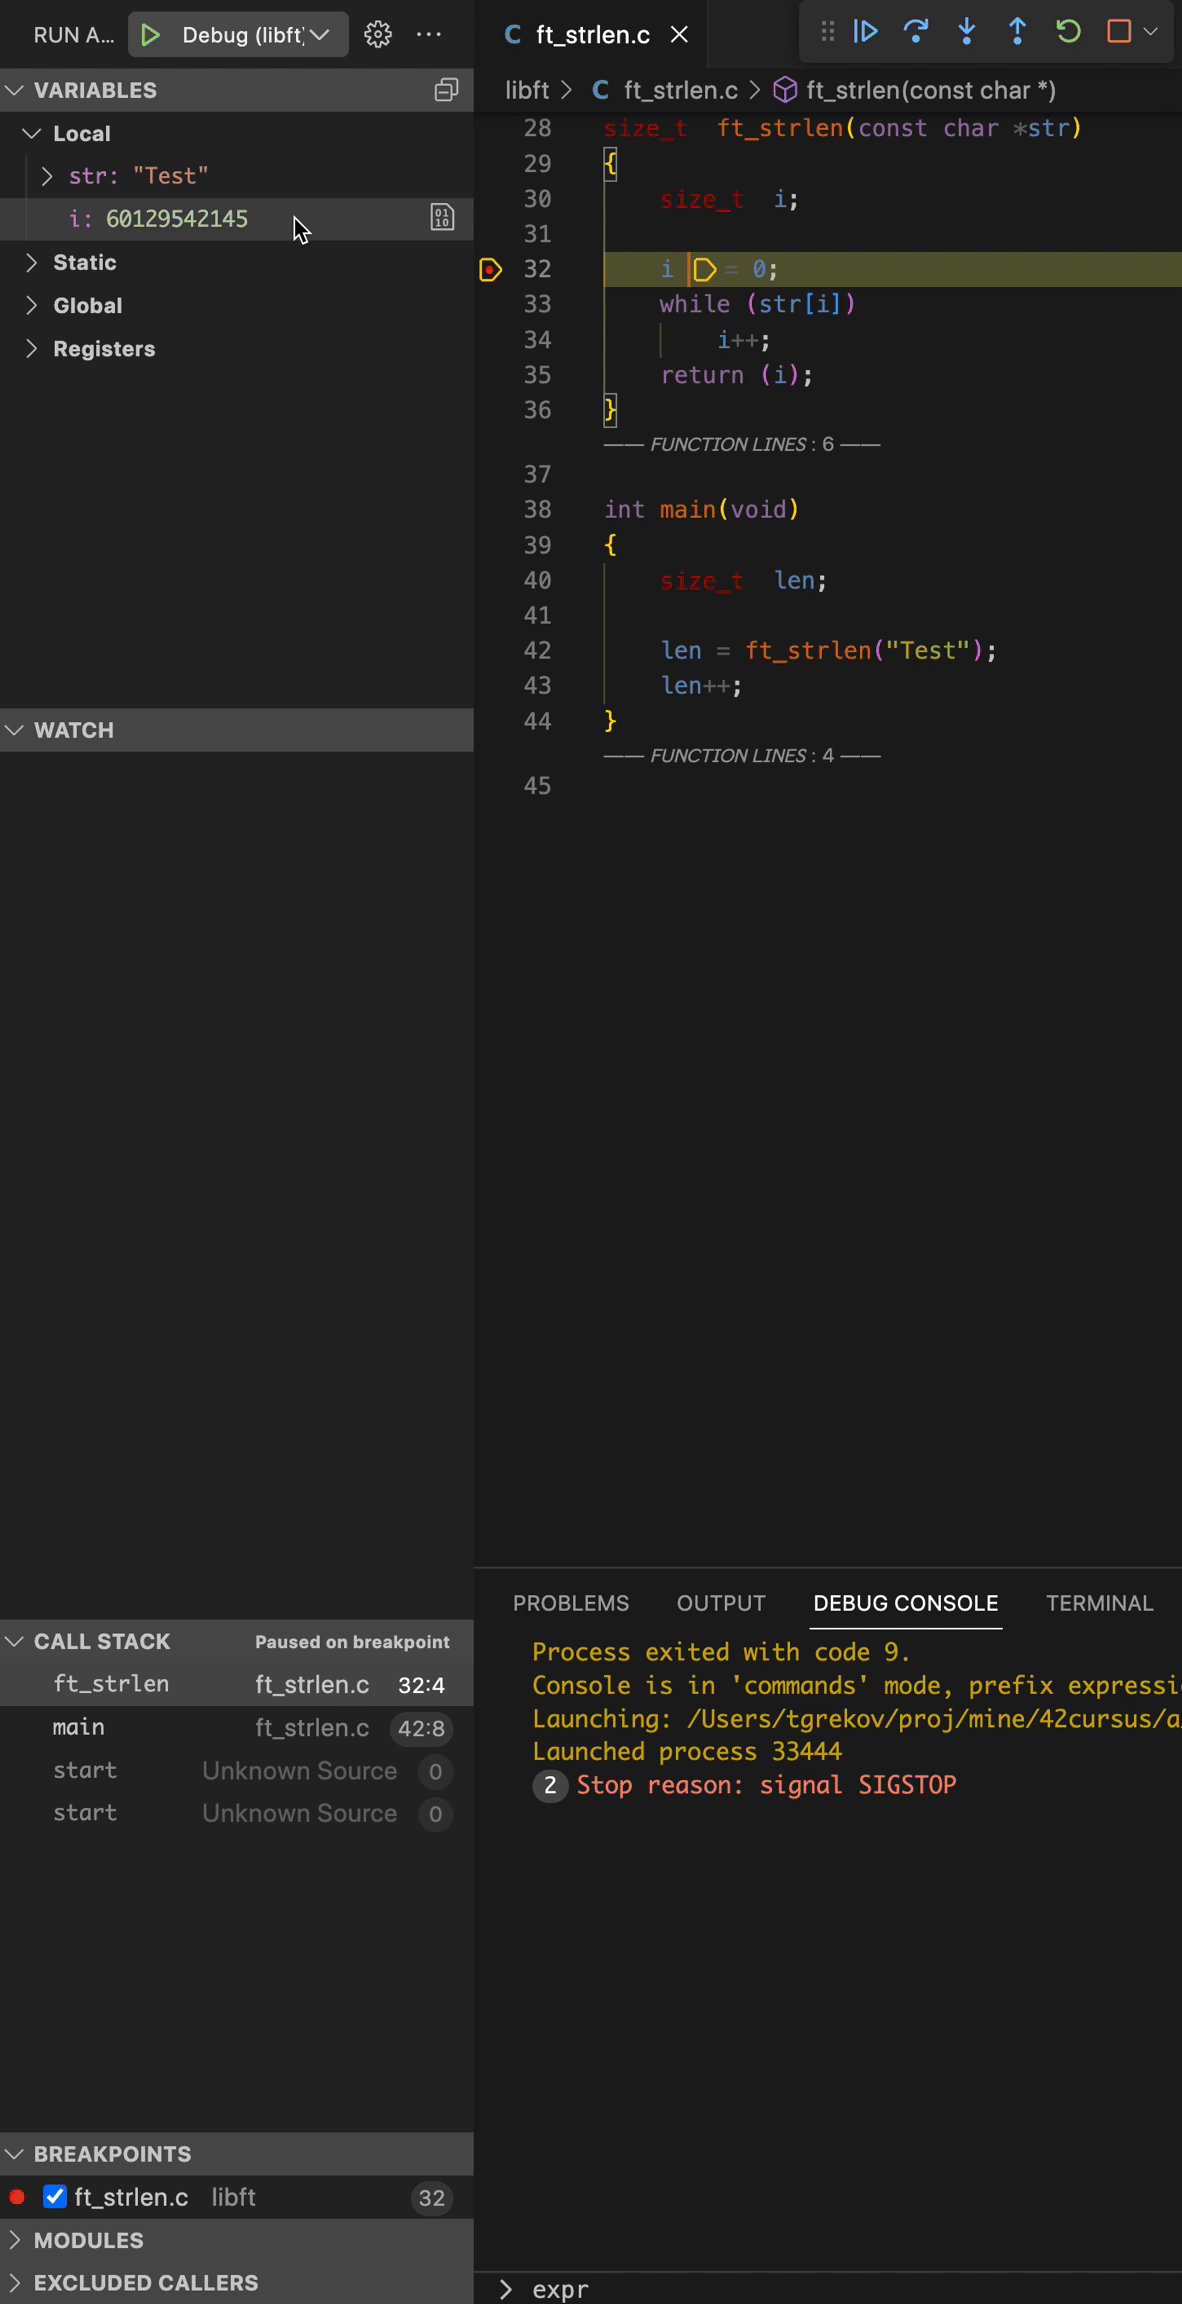 RUN A...
Debug (libft)
VARIABLES
Local
str: "Test"
i: 60129542145
Static
Global
Registers
WATCH
CALL STACK
Paused on breakpoint
ft_strlen ft_strlen.c 32:4
main ft_strlen.c 42:8
start Unknown Source 0
start Unknown Source 0
BREAKPOINTS
ft_strlen.c libft 32
MODULES
EXCLUDED CALLERS
C ft_strlen.c
libft > C ft_strlen.c > ft_strlen(const char *)
28 size_t ft_strlen(const char *str)
29 {
30 size_t i;
31
32 i = 0;
33 while (str[i])
34 i++;
35 return (i);
36 }
—— FUNCTION LINES : 6 ——
37
38 int main(void)
39 {
40 size_t len;
41
42 len = ft_strlen("Test");
43 len++;
44 }
—— FUNCTION LINES : 4 ——
45
PROBLEMS OUTPUT DEBUG CONSOLE TERMINAL
Process exited with code 9.
Console is in 'commands' mode, prefix expressi
Launching: /Users/tgrekov/proj/mine/42cursus/a
Launched process 33444
2 Stop reason: signal SIGSTOP
> expr